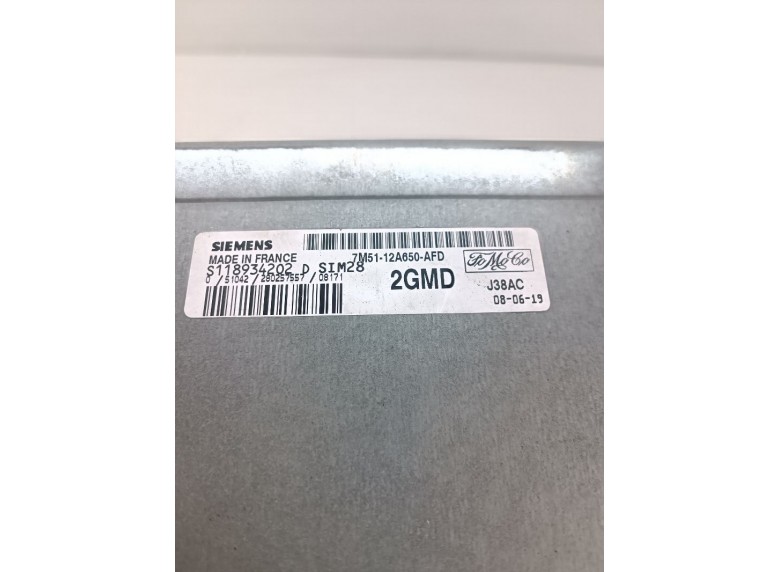 SIEMENS
MADE IN FRANCE
7M51-12A650-AFD
FoMoCo
S118934202 D SIM28
0 / 51042 / 280257557 / 08171
2GMD
J38AC
08-06-19